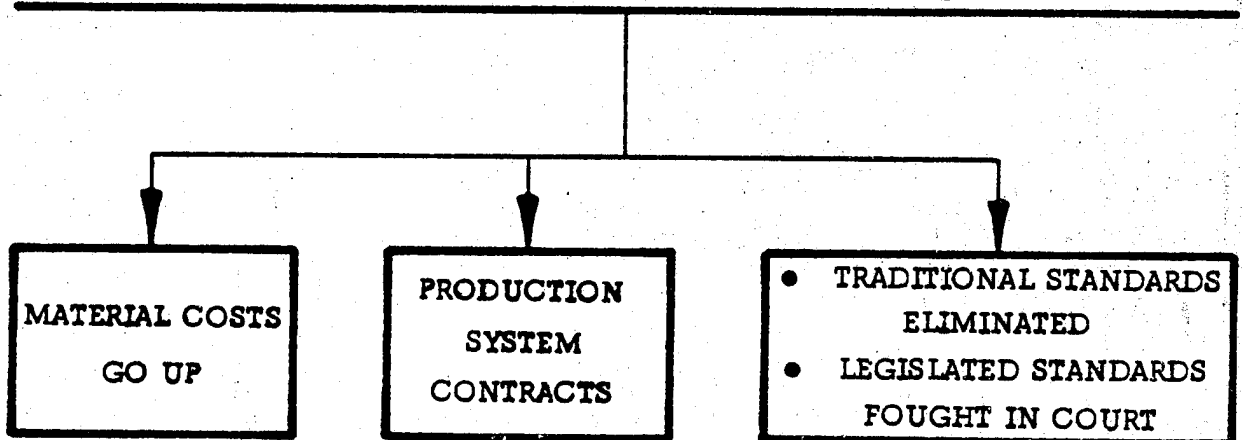 MATERIAL COSTS
GO UP
PRODUCTION
SYSTEM
CONTRACTS
• TRADITIONAL STANDARDS
ELIMINATED
• LEGISLATED STANDARDS
FOUGHT IN COURT